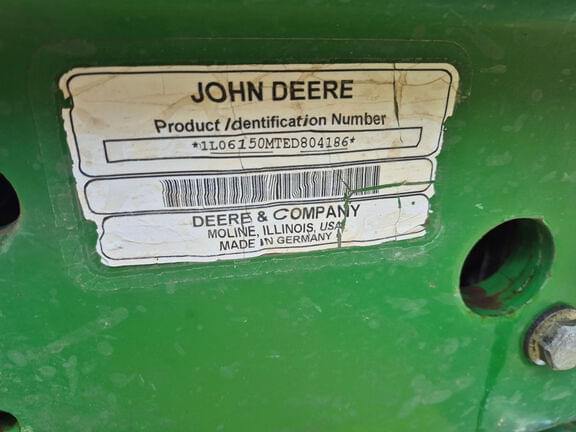 JOHN DEERE
Product Identification Number
*1L06150MTED804186*
DEERE & COMPANY
MOLINE, ILLINOIS, USA
MADE IN GERMANY